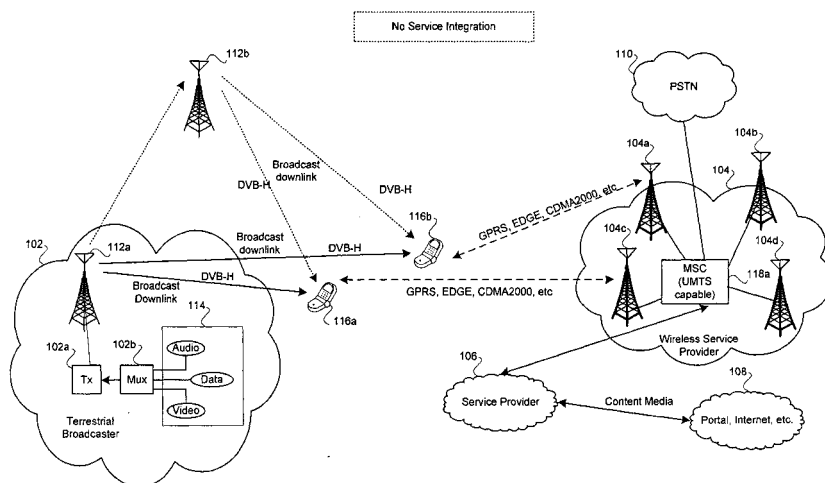 No Service Integration
112b
110
PSTN
104b
104a
104
Broadcast
downlink
DVB-H
DVB-H
116b
GPRS, EDGE, CDMA2000, etc
104c
104d
102
112a
Broadcast
downlink
DVB-H
MSC
(UMTS
capable)
118a
DVB-H
Broadcast
Downlink
GPRS, EDGE, CDMA2000, etc
116a
114
Wireless Service
Provider
102a
102b
Audio
Tx
Mux
Data
Video
Terrestrial
Broadcaster
106
Service Provider
Content Media
108
Portal, Internet, etc.